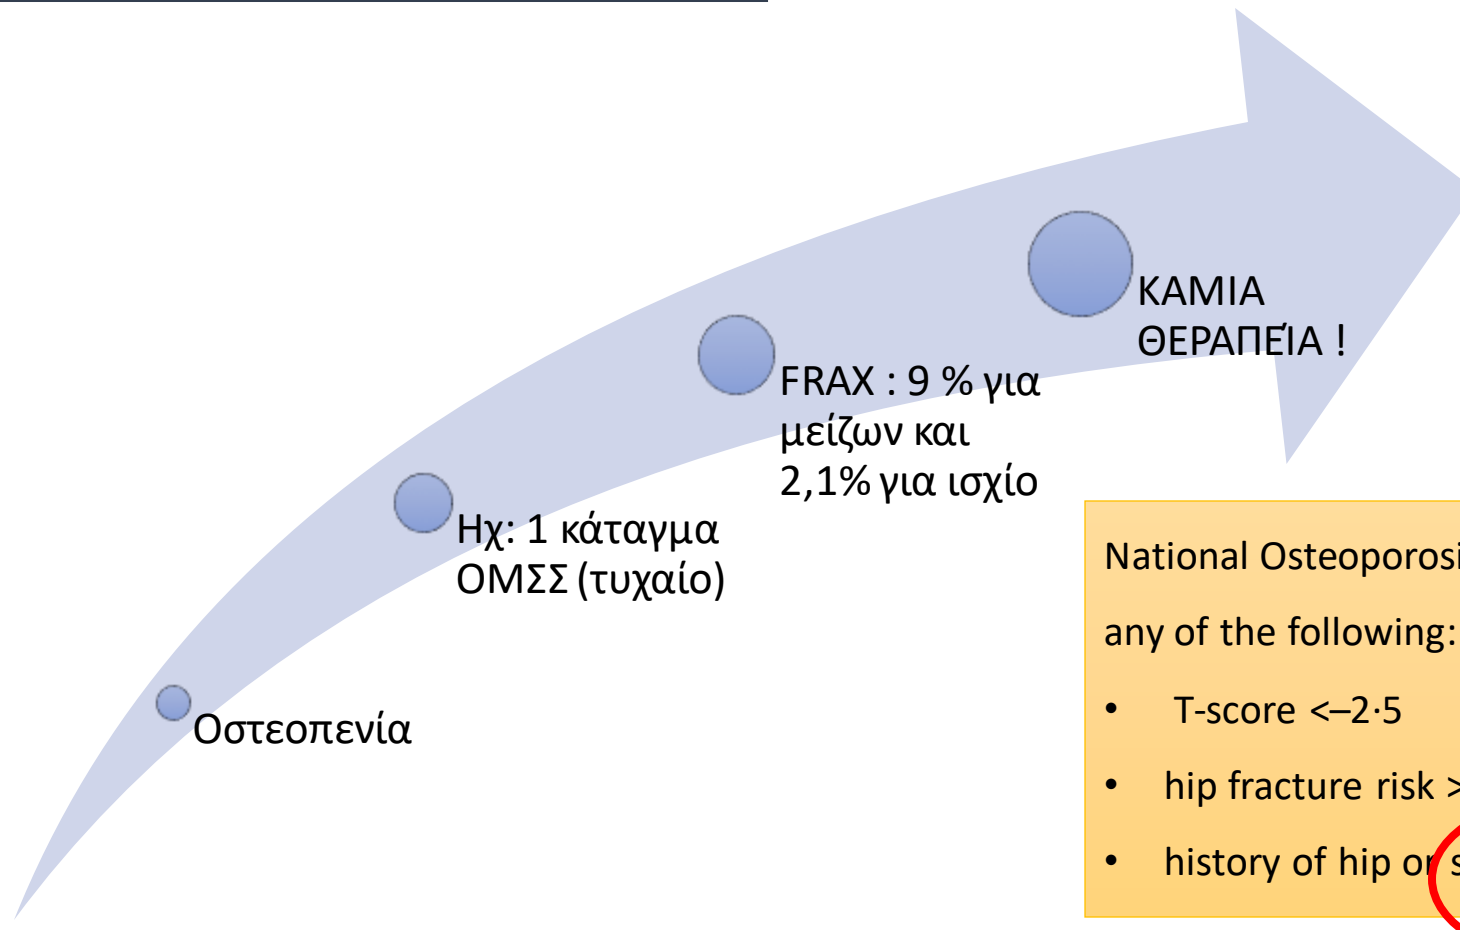 Οστεοπενία
Ηχ: 1 κάταγμα
ΟΜΣΣ (τυχαίο)
FRAX : 9 % για
μείζων και
2,1% για ισχίο
ΚΑΜΙΑ
ΘΕΡΑΠΕΊΑ !
National
any of the following:
• T-score <–2·5
• hip fracture risk >
• history of hip or